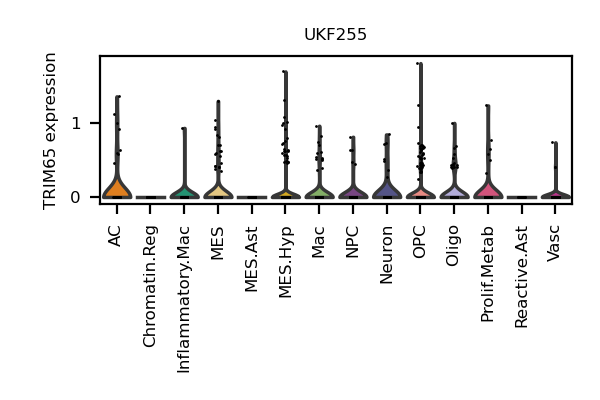 UKF255
TRIM65 expression
1
0
AC
Chromatin.Reg
Inflammatory.Mac
MES
MES.Ast
MES.Hyp
Mac
NPC
Neuron
OPC
Oligo
Prolif.Metab
Reactive.Ast
Vasc